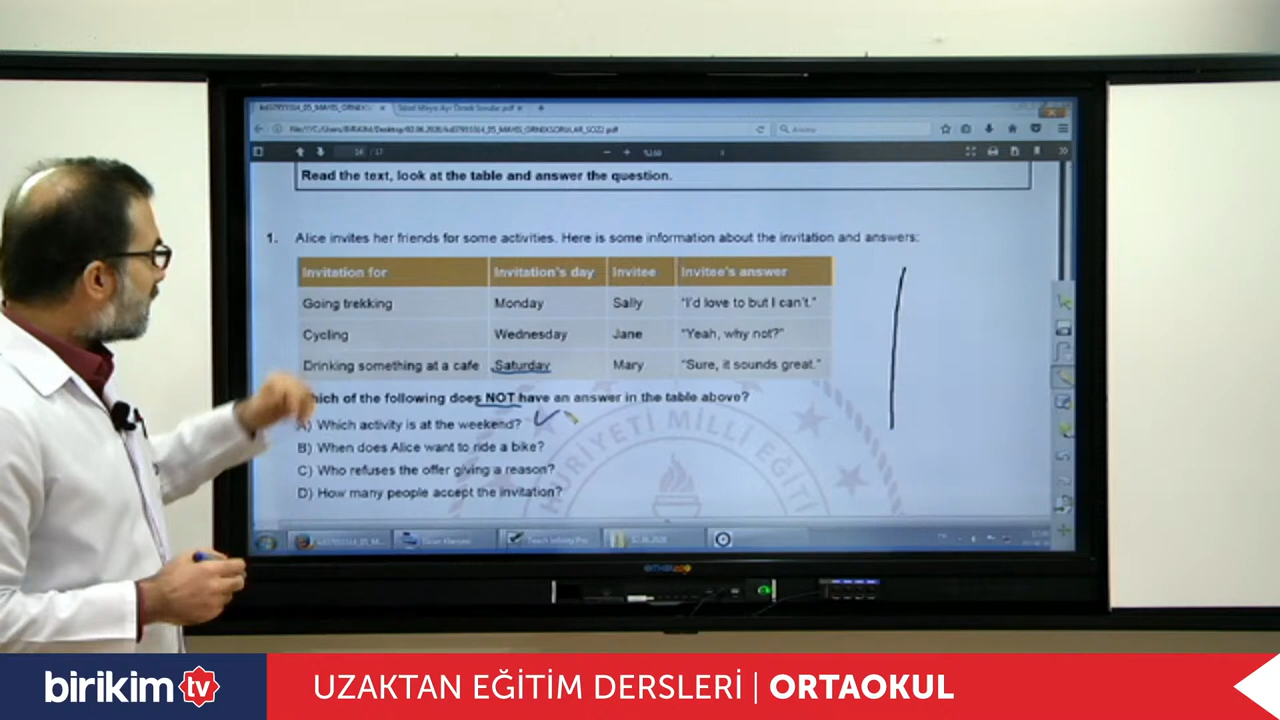 Read the text, look at the table and answer the question.
1. Alice invites her friends for some activities. Here is some information about the invitation and answers:
Invitation for Invitation's day Invitee Invitee's answer
Going trekking Monday Sally "I'd love to but I can't."
Cycling Wednesday Jane "Yeah, why not?"
Drinking something at a cafe Saturday Mary "Sure, it sounds great."
hich of the following does NOT have an answer in the table above?
A) Which activity is at the weekend?
B) When does Alice want to ride a bike?
C) Who refuses the offer giving a reason?
D) How many people accept the invitation?
MİLLİ EĞİTİ
birikim tv
UZAKTAN EĞİTİM DERSLERİ | ORTAOKUL